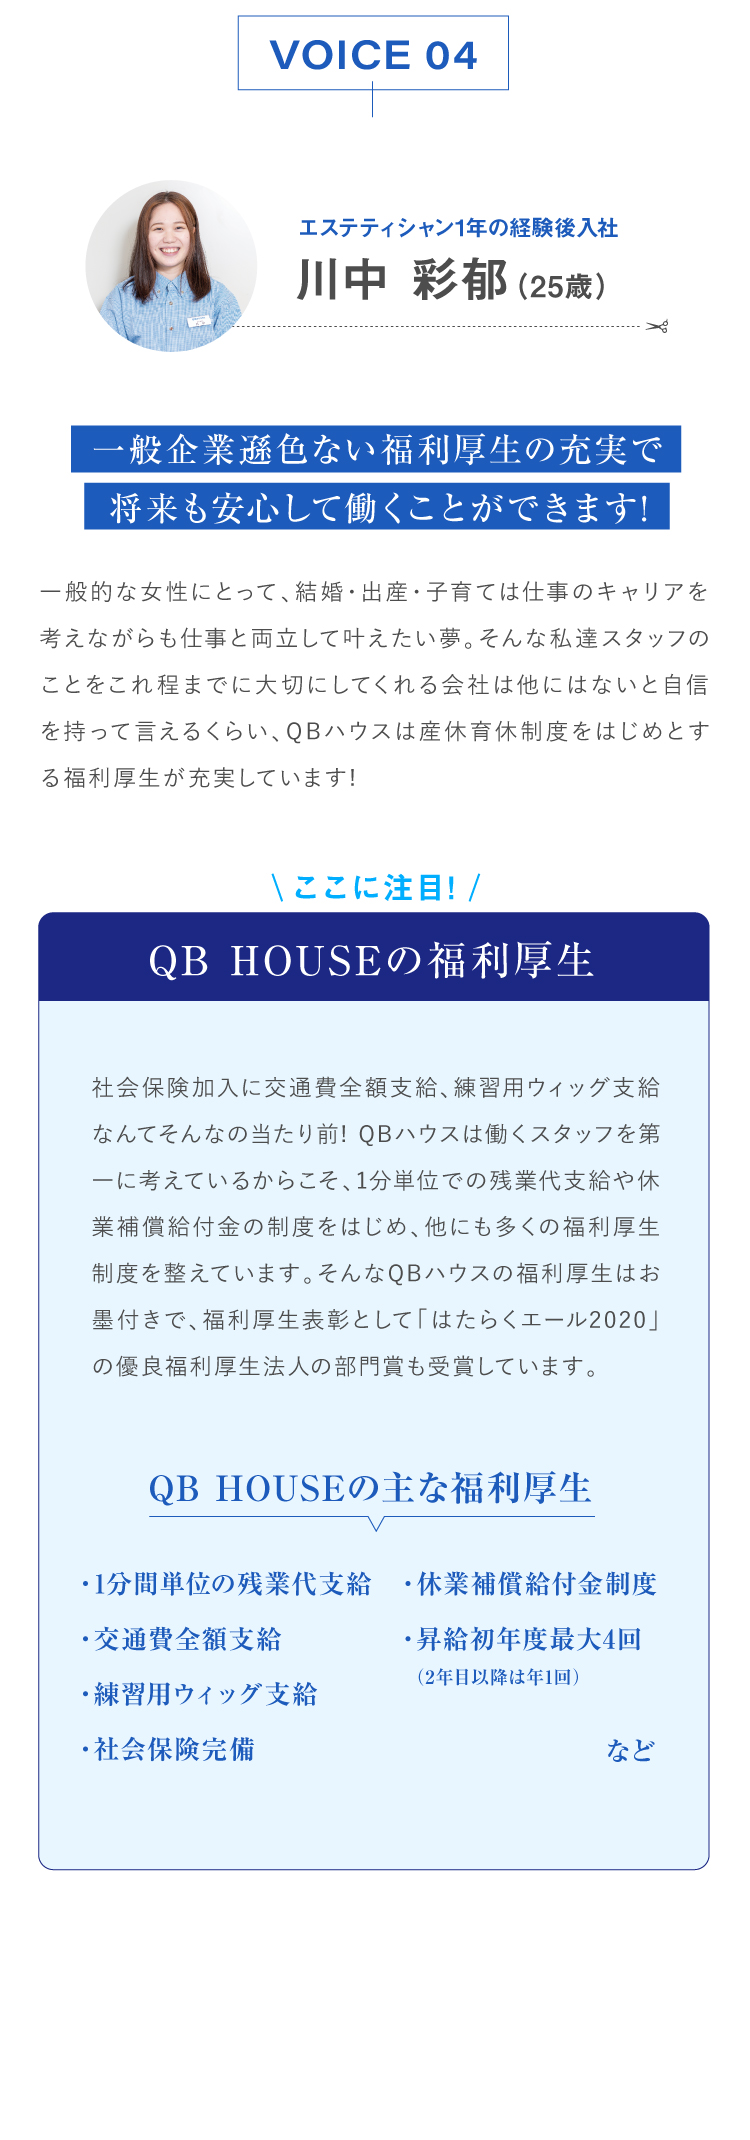 VOICE 04
エステティシャン1年の経験後入社
川中 彩郁（25歳）
一般企業遜色ない福利厚生の充実で
将来も安心して働くことができます!
一般的な女性にとって、結婚・出産・子育ては仕事のキャリアを
考えながらも仕事と両立して叶えたい夢。そんな私達スタッフの
ことをこれ程までに大切にしてくれる会社は他にはないと自信
を持って言えるくらい、QBハウスは産休育休制度をはじめとす
る福利厚生が充実しています!
\ ここに注目! /
QB HOUSEの福利厚生
社会保険加入に交通費全額支給、練習用ウィッグ支給
なんてそんなの当たり前! QBハウスは働くスタッフを第
一に考えているからこそ、1分単位での残業代支給や休
業補償給付金の制度をはじめ、他にも多くの福利厚生
制度を整えています。そんなQBハウスの福利厚生はお
墨付きで、福利厚生表彰として「はたらくエール2020」
の優良福利厚生法人の部門賞も受賞しています。
QB HOUSEの主な福利厚生
・1分間単位の残業代支給
・交通費全額支給
・練習用ウィッグ支給
・社会保険完備
・休業補償給付金制度
・昇給初年度最大4回
（2年目以降は年1回）
など